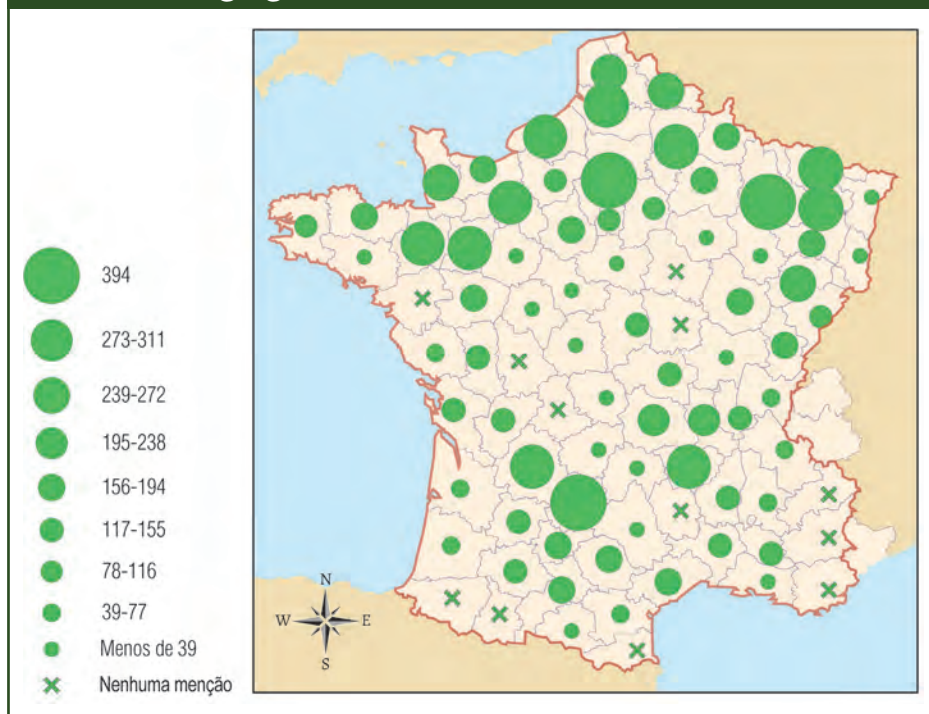 394
273-311
239-272
195-238
156-194
117-155
78-116
39-77
Menos de 39
Nenhuma menção
N
W E
S